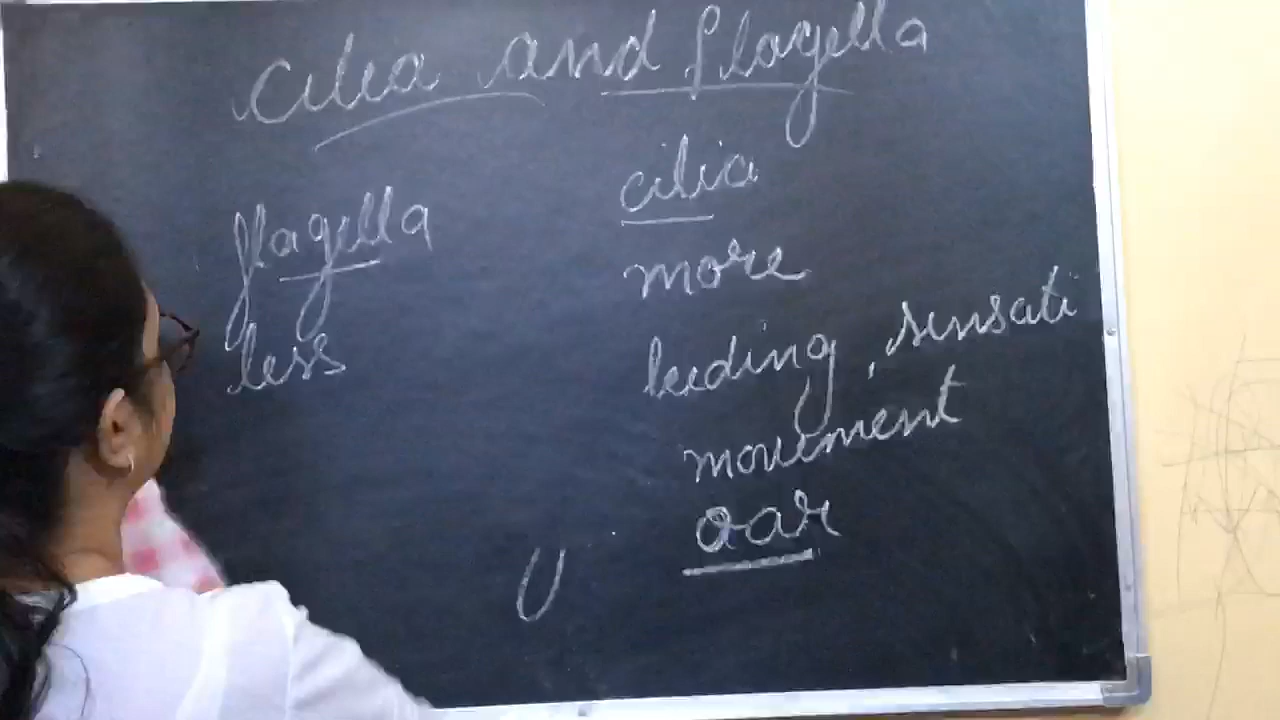 cilia and flagella
flagella
less
cilia
more
feeding, sensati
movement
oar
U